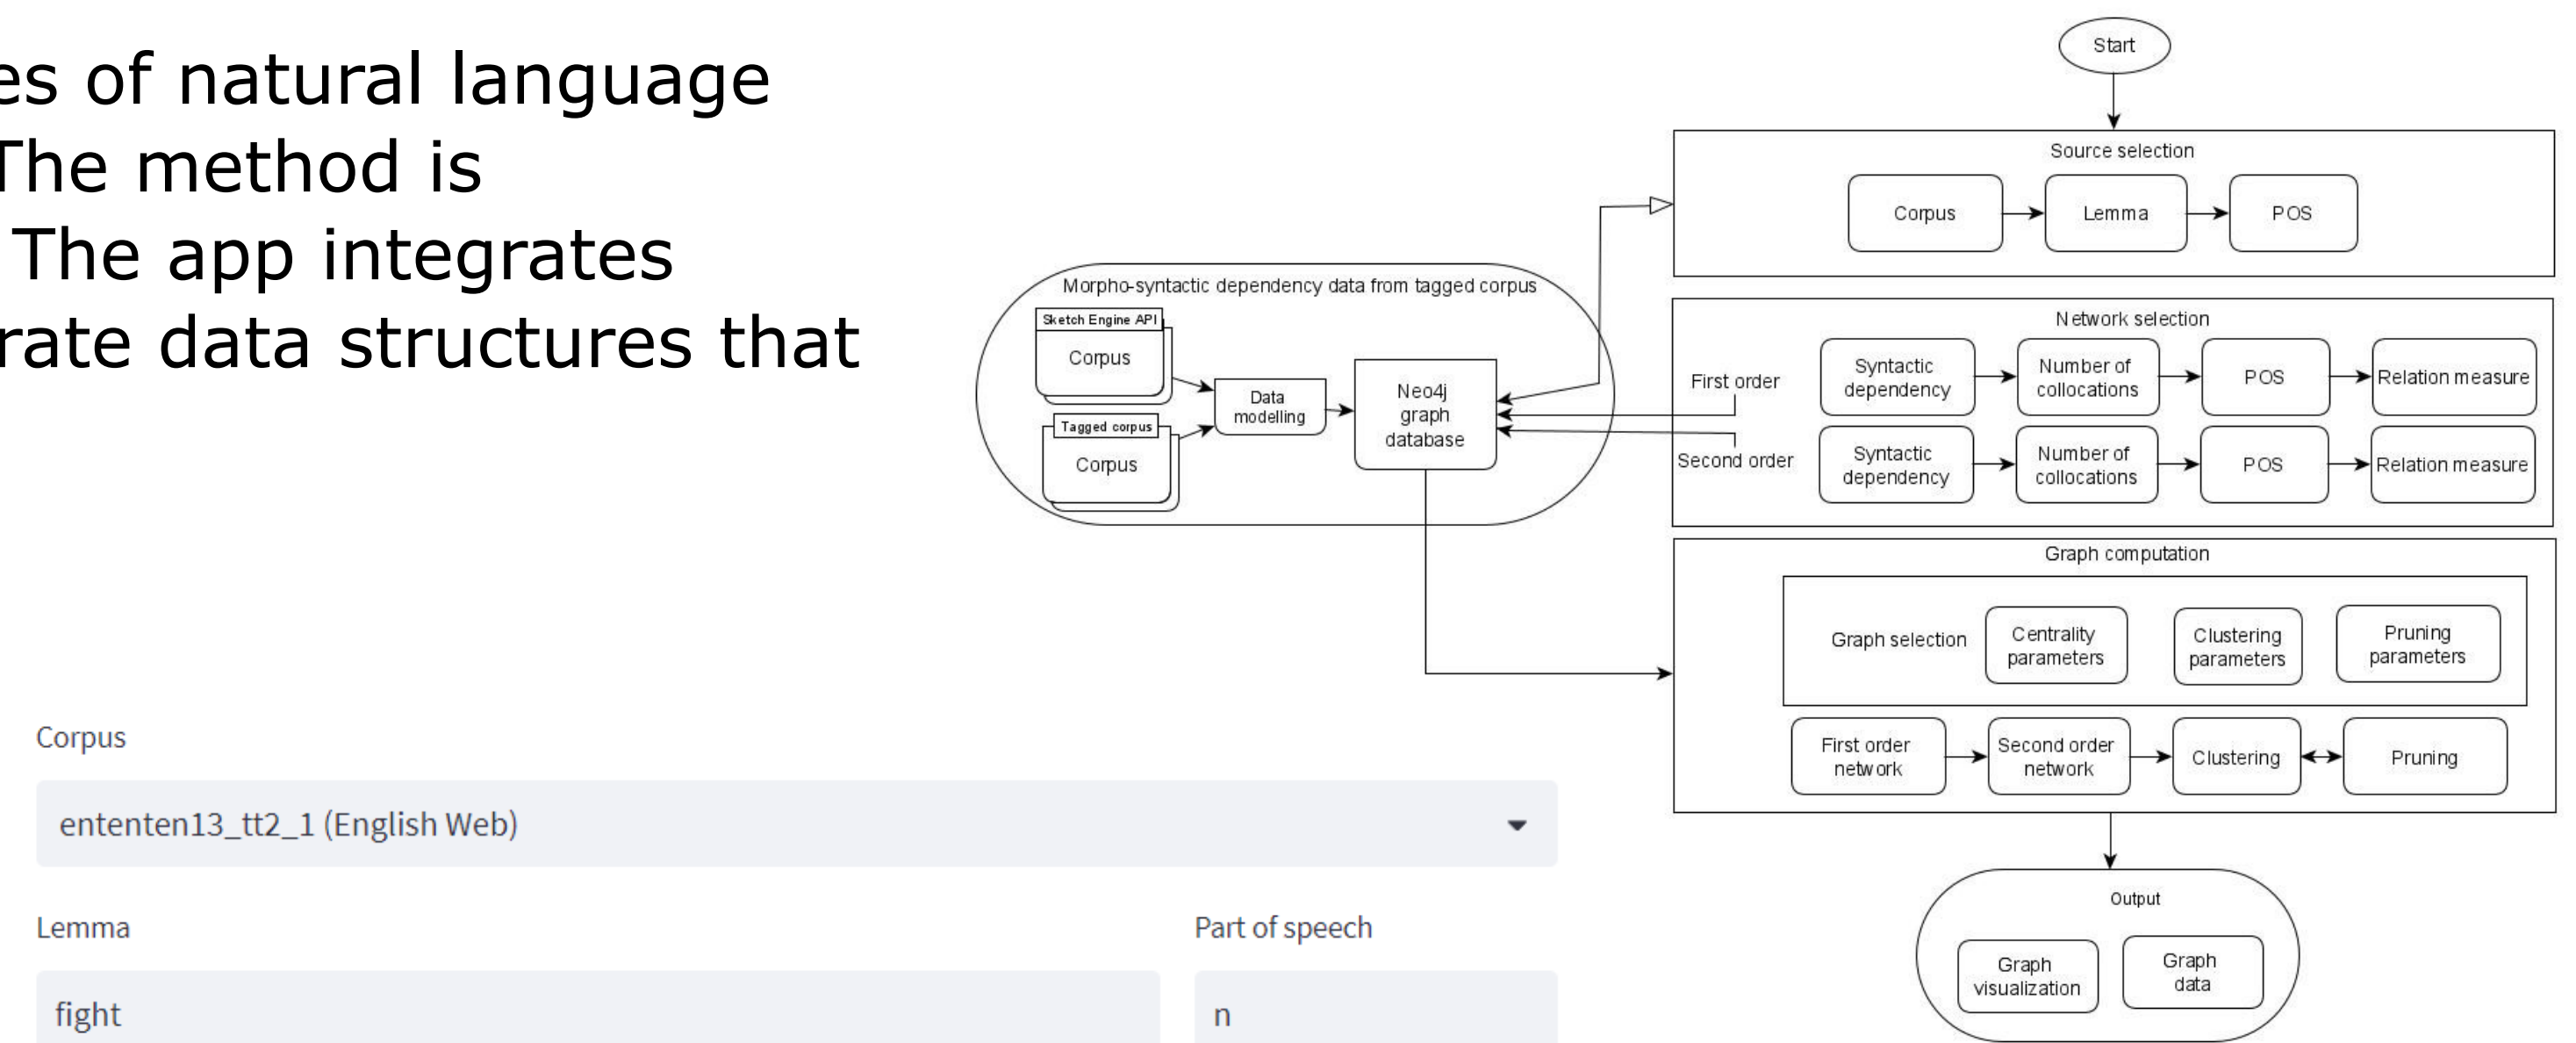 es of natural language
The method is
The app integrates
rate data structures that
Corpus
ententen13_tt2_1 (English Web)
Lemma
Part of speech
fight
n
Start
Source selection
Corpus
Lemma
POS
Morpho-syntactic dependency data from tagged corpus
Sketch Engine API
Corpus
Tagged corpus
Corpus
Data
modelling
Neo4j
graph
database
Network selection
First order
Syntactic
dependency
Number of
collocations
POS
Relation measure
Second order
Syntactic
dependency
Number of
collocations
POS
Relation measure
Graph computation
Graph selection
Centrality
parameters
Clustering
parameters
Pruning
parameters
First order
network
Second order
network
Clustering
Pruning
Output
Graph
visualization
Graph
data